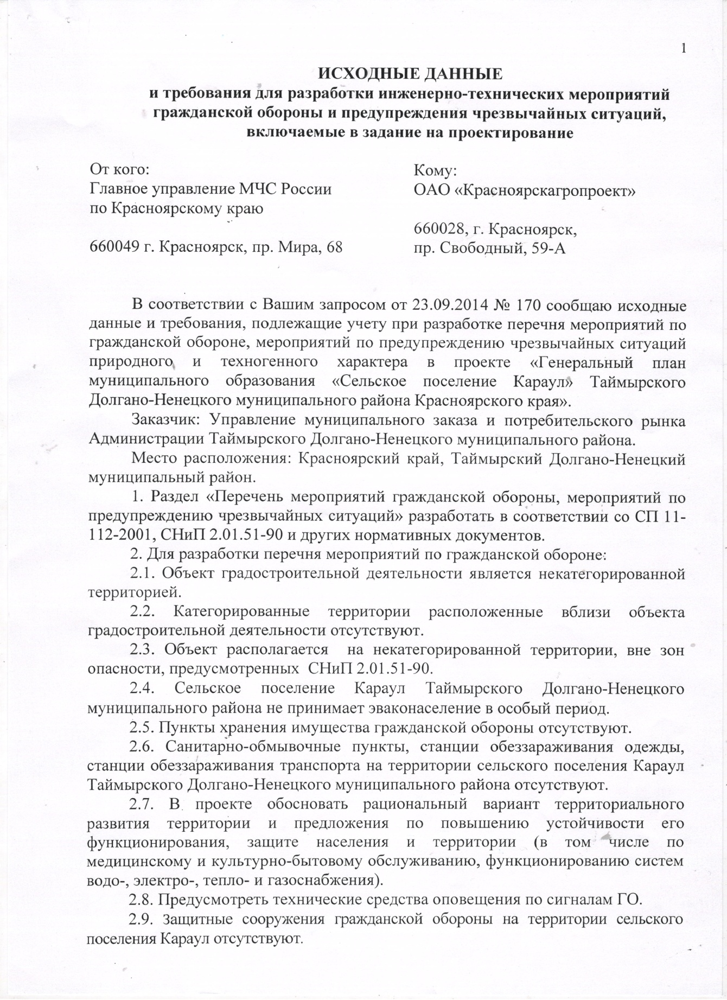 1
ИСХОДНЫЕ ДАННЫЕ
и требования для разработки инженерно-технических мероприятий
гражданской обороны и предупреждения чрезвычайных ситуаций,
включаемые в задание на проектирование
От кого:
Главное управление МЧС России
по Красноярскому краю
660049 г. Красноярск, пр. Мира, 68
Кому:
ОАО «Красноярскагропроект»
660028, г. Красноярск,
пр. Свободный, 59-А
В соответствии с Вашим запросом от 23.09.2014 № 170 сообщаю исходные
данные и требования, подлежащие учету при разработке перечня мероприятий по
гражданской обороне, мероприятий по предупреждению чрезвычайных ситуаций
природного и техногенного характера в проекте «Генеральный план
муниципального образования «Сельское поселение Караул» Таймырского
Долгано-Ненецкого муниципального района Красноярского края».
Заказчик: Управление муниципального заказа и потребительского рынка
Администрации Таймырского Долгано-Ненецкого муниципального района.
Место расположения: Красноярский край, Таймырский Долгано-Ненецкий
муниципальный район.
1. Раздел «Перечень мероприятий гражданской обороны, мероприятий по
предупреждению чрезвычайных ситуаций» разработать в соответствии со СП 11-
112-2001, СНиП 2.01.51-90 и других нормативных документов.
2. Для разработки перечня мероприятий по гражданской обороне:
2.1. Объект градостроительной деятельности является некатегорированной
территорией.
2.2. Категорированные территории расположенные вблизи объекта
градостроительной деятельности отсутствуют.
2.3. Объект располагается на некатегорированной территории, вне зон
опасности, предусмотренных СНиП 2.01.51-90.
2.4. Сельское поселение Караул Таймырского Долгано-Ненецкого
муниципального района не принимает эваконаселение в особый период.
2.5. Пункты хранения имущества гражданской обороны отсутствуют.
2.6. Санитарно-обмывочные пункты, станции обеззараживания одежды,
станции обеззараживания транспорта на территории сельского поселения Караул
Таймырского Долгано-Ненецкого муниципального района отсутствуют.
2.7. В проекте обосновать рациональный вариант территориального
развития территории и предложения по повышению устойчивости его
функционирования, защите населения и территории (в том числе по
медицинскому и культурно-бытовому обслуживанию, функционированию систем
водо-, электро-, тепло- и газоснабжения).
2.8. Предусмотреть технические средства оповещения по сигналам ГО.
2.9. Защитные сооружения гражданской обороны на территории сельского
поселения Караул отсутствуют.